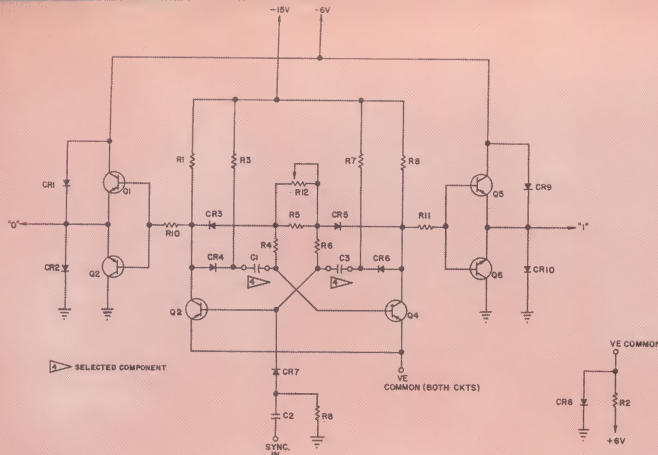 -15V
-6V
R1
R3
R7
R8
CR1
Q1
R12
Q5
CR9
"0"
R10
CR3
R5
CR5
R11
"1"
R4
R6
CR2
Q2
CR4
C1
C3
CR6
Q6
CR10
4
4
Q2
Q4
4 SELECTED COMPONENT
CR7
VE
COMMON (BOTH CKTS)
C2
R8
SYNC.
IN
VE COMMON
CR8
R2
+6V